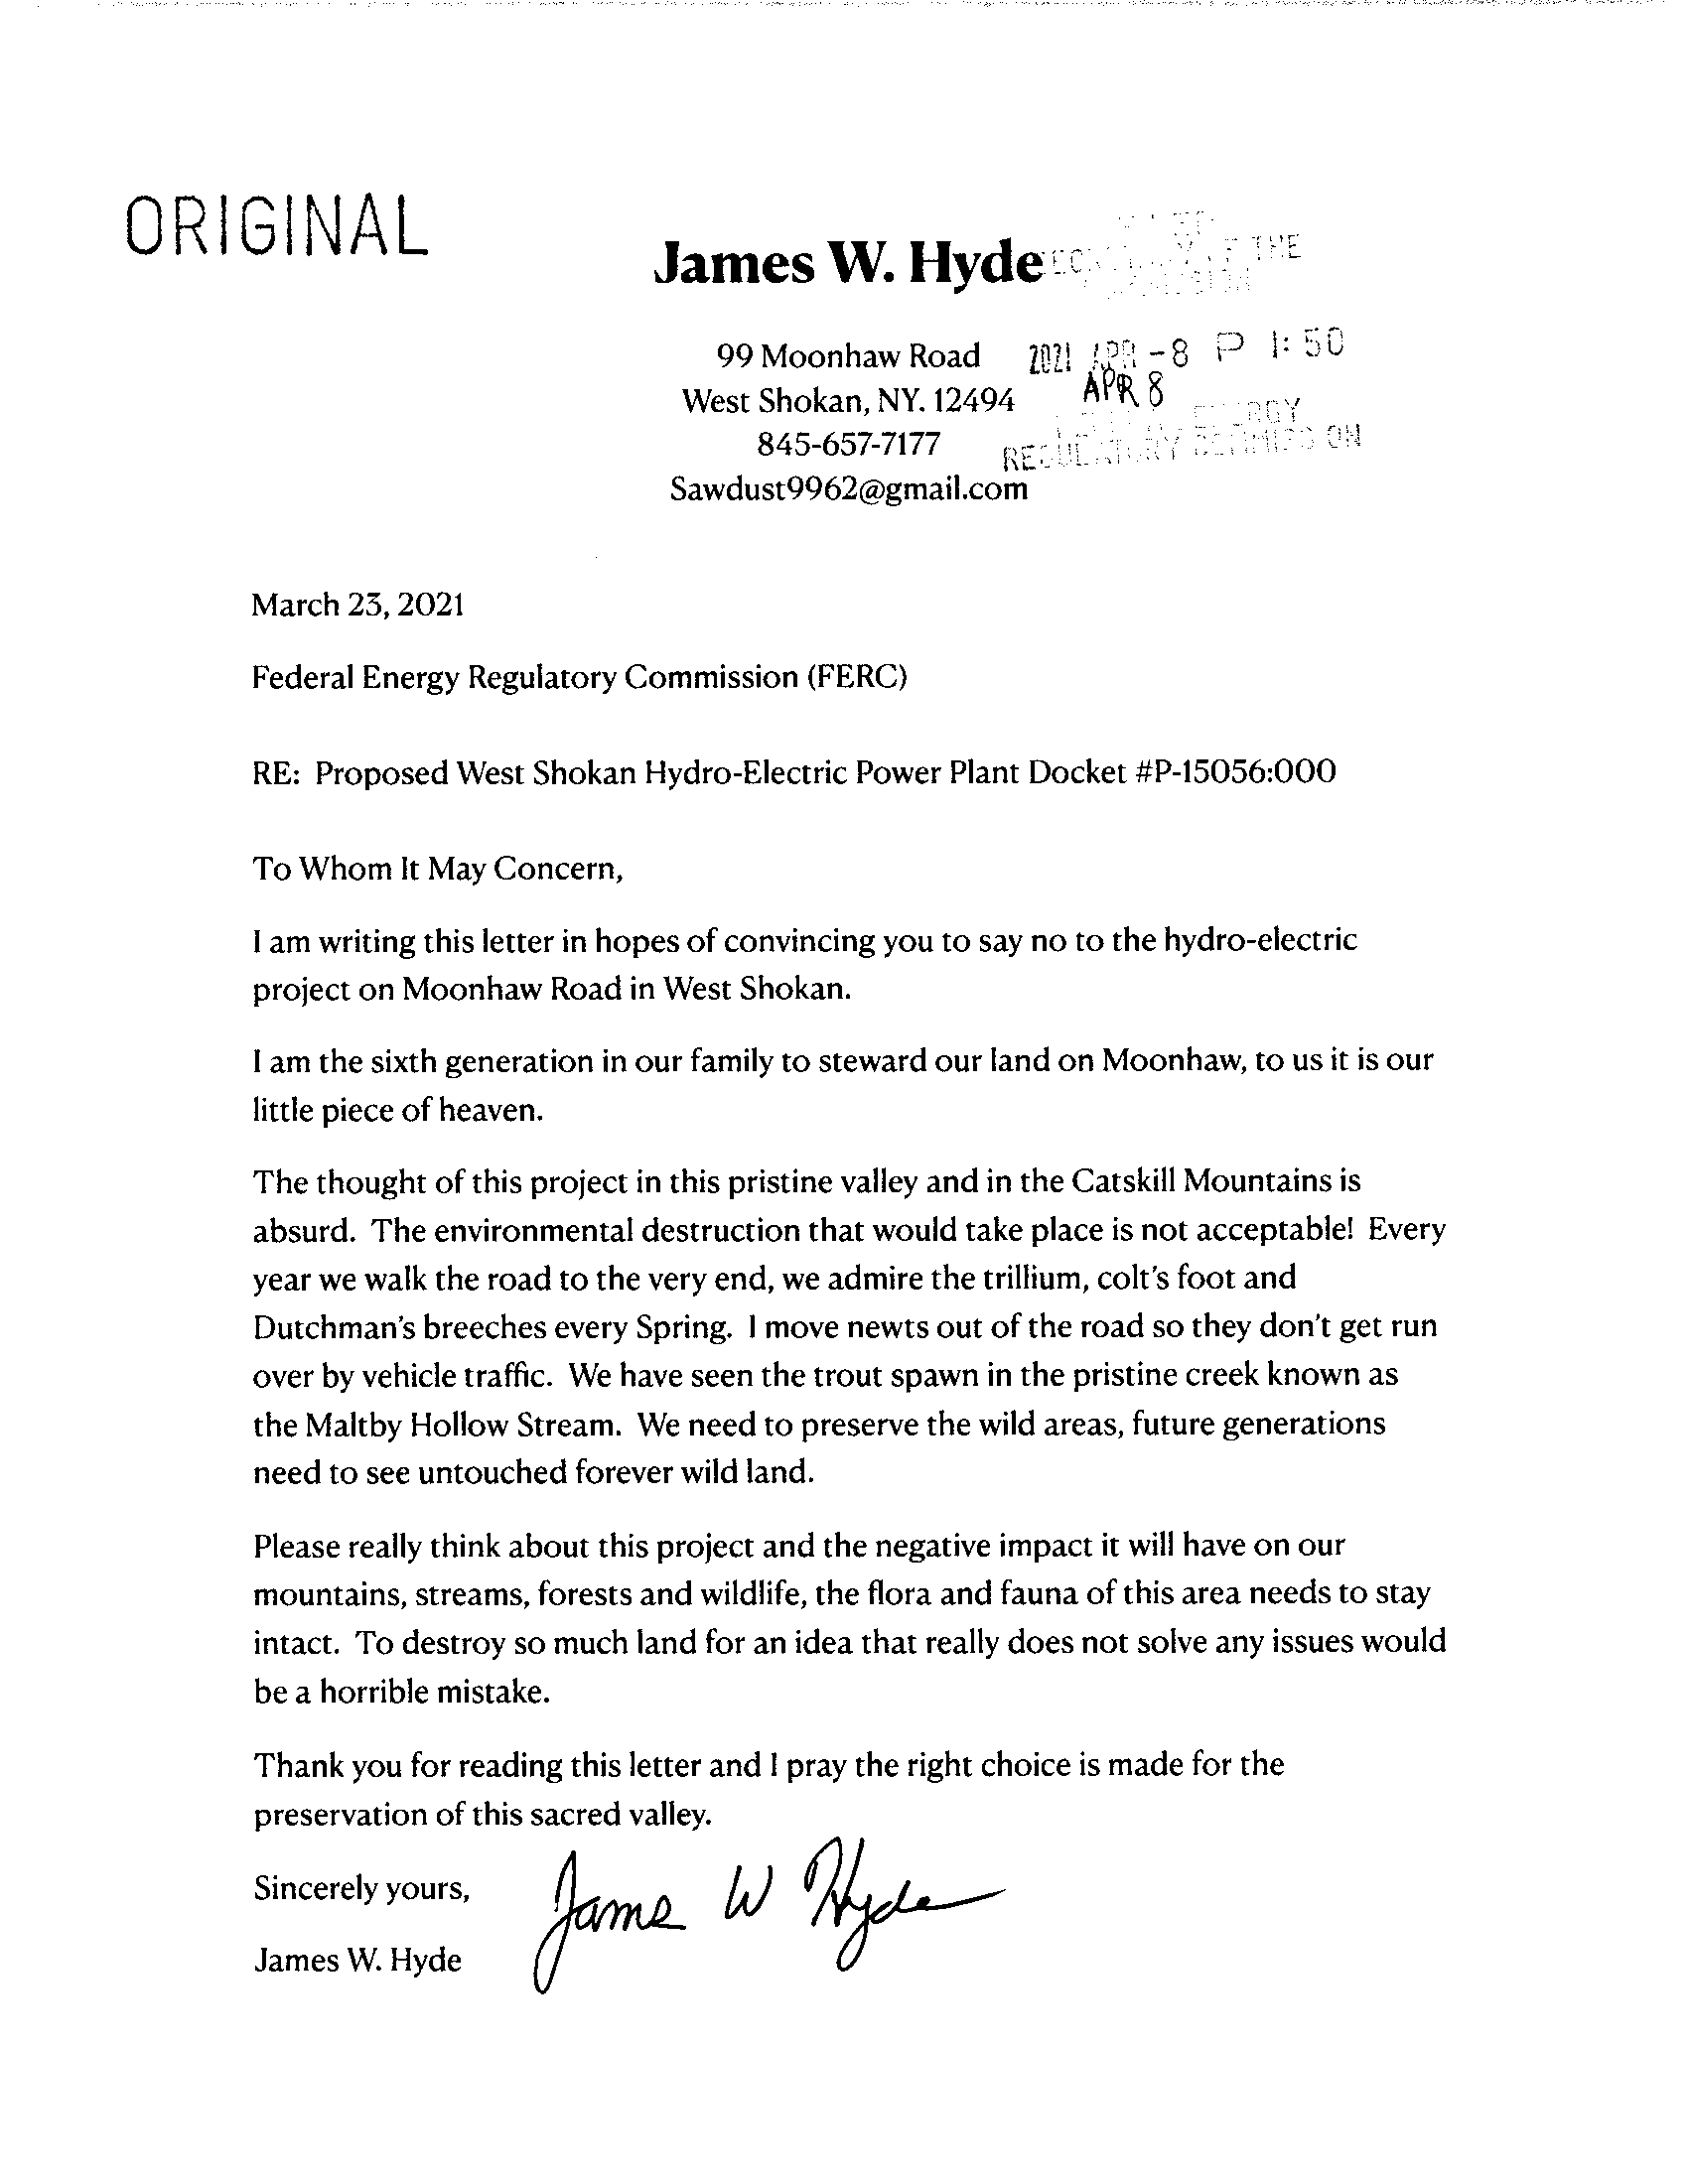 ORIGINAL
James W. Hyde
THE
99 Moonhaw Road
2021 APR -8 P 1:50
West Shokan, NY. 12494
APR 8
845-657-7177
Sawdust9962@gmail.com
March 23, 2021
Federal Energy Regulatory Commission (FERC)
RE: Proposed West Shokan Hydro-Electric Power Plant Docket #P-15056:000
To Whom It May Concern,
I am writing this letter in hopes of convincing you to say no to the hydro-electric
project on Moonhaw Road in West Shokan.
I am the sixth generation in our family to steward our land on Moonhaw, to us it is our
little piece of heaven.
The thought of this project in this pristine valley and in the Catskill Mountains is
absurd. The environmental destruction that would take place is not acceptable! Every
year we walk the road to the very end, we admire the trillium, colt's foot and
Dutchman's breeches every Spring. I move newts out of the road so they don't get run
over by vehicle traffic. We have seen the trout spawn in the pristine creek known as
the Maltby Hollow Stream. We need to preserve the wild areas, future generations
need to see untouched forever wild land.
Please really think about this project and the negative impact it will have on our
mountains, streams, forests and wildlife, the flora and fauna of this area needs to stay
intact. To destroy so much land for an idea that really does not solve any issues would
be a horrible mistake.
Thank you for reading this letter and I pray the right choice is made for the
preservation of this sacred valley.
Sincerely yours,
James W Hyde
James W. Hyde